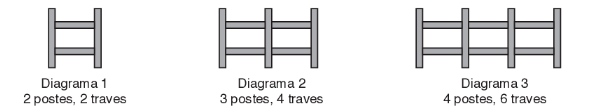 Diagrama 1
2 postes, 2 traves
Diagrama 2
3 postes, 4 traves
Diagrama 3
4 postes, 6 traves